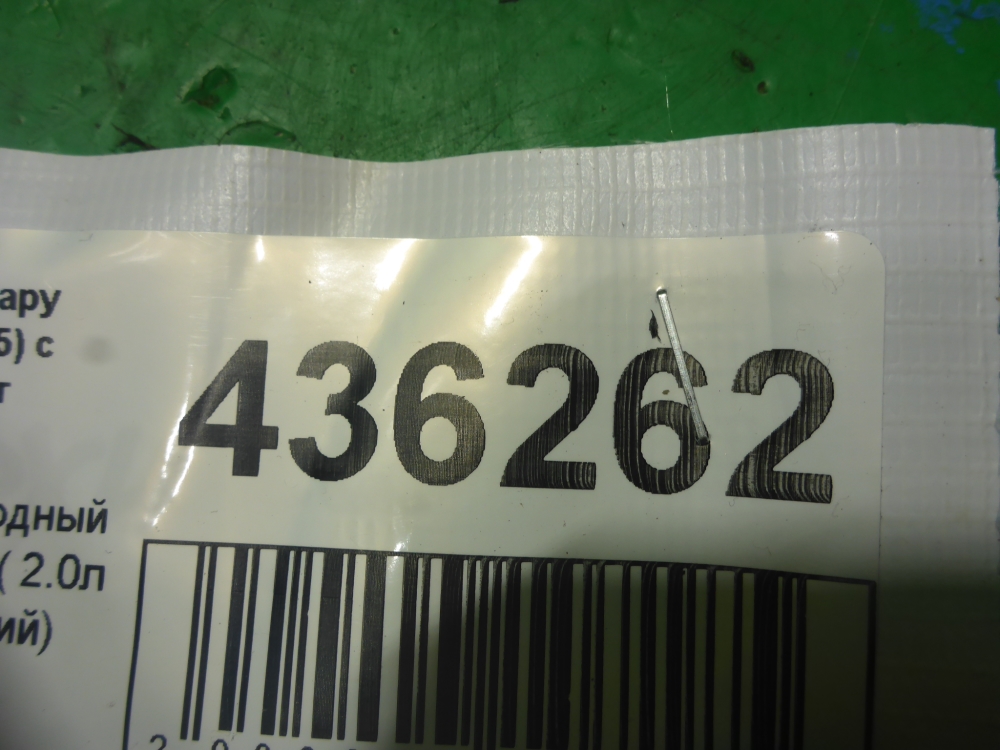 ару
5) с
т
436262
одный
( 2.0л
ий)